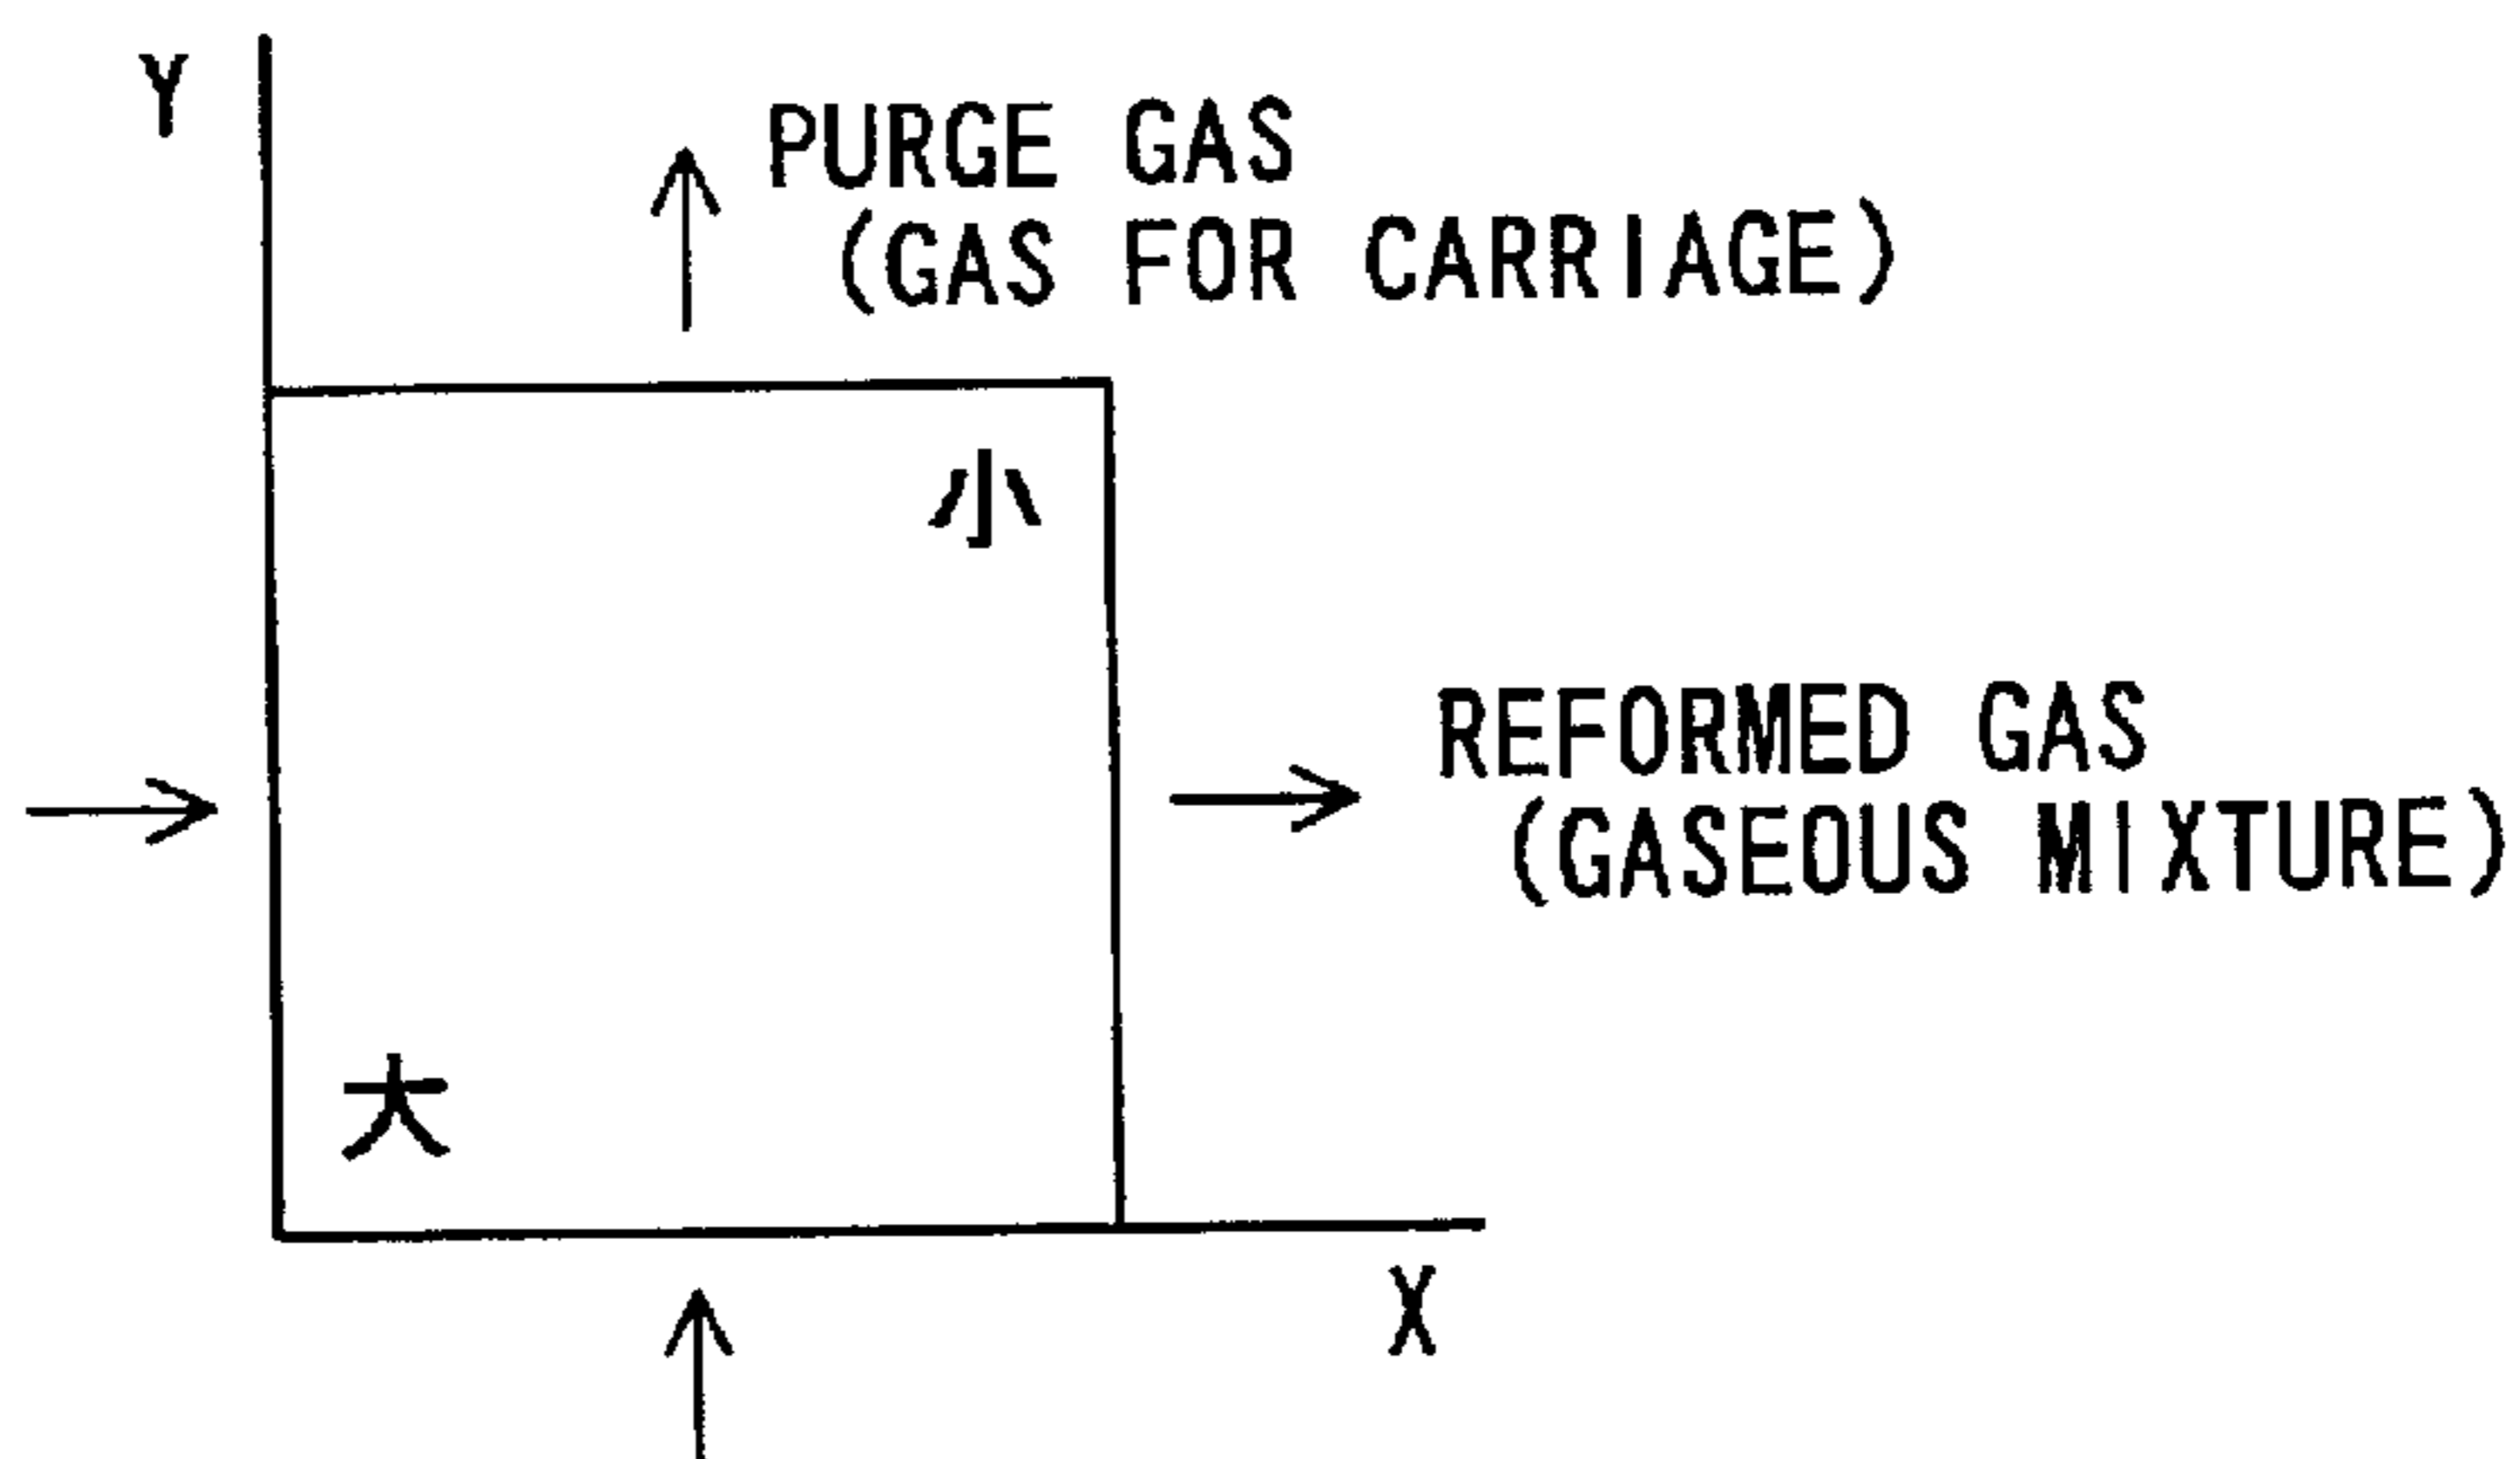 Y
PURGE GAS
(GAS FOR CARRIAGE)
小
REFORMED GAS
(GASEOUS MIXTURE)
大
X